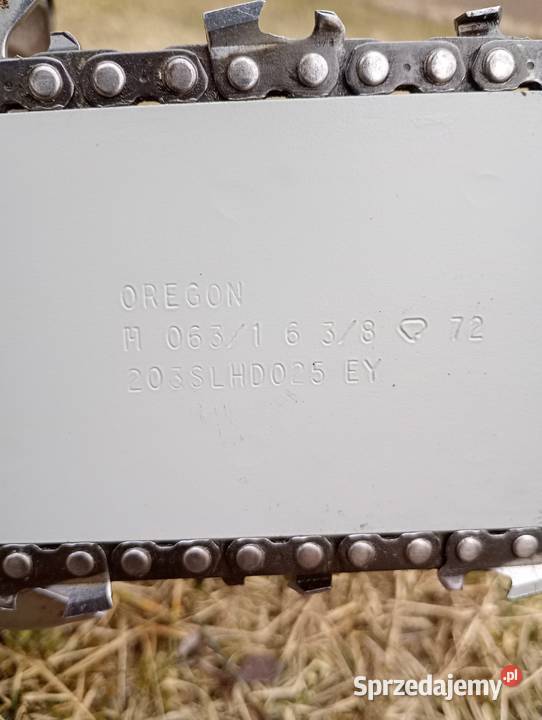 OREGON
M 063/1 6 3/8 72
203SLHD025 EY
Sprzedajemy.pl